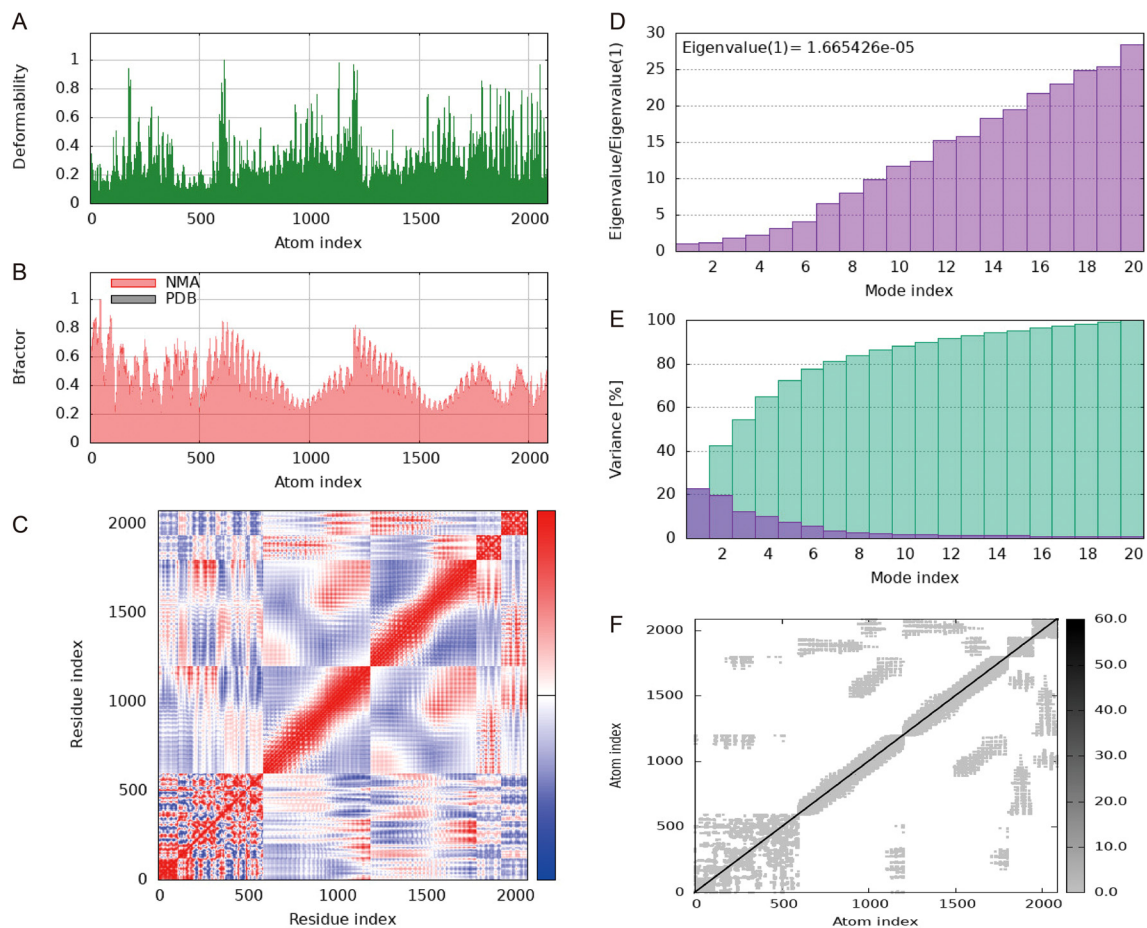 A
Deformability
1
0.8
0.6
0.4
0.2
0
0 500 1000 1500 2000
Atom index
B
NMA
PDB
Bfactor
1
0.8
0.6
0.4
0.2
0
0 500 1000 1500 2000
Atom index
C
Residue index
2000
1500
1000
500
0
0 500 1000 1500 2000
Residue index
D
Eigenvalue(1)= 1.665426e-05
Eigenvalue/Eigenvalue(1)
30
25
20
15
10
5
0
2 4 6 8 10 12 14 16 18 20
Mode index
E
Variance [%]
100
80
60
40
20
0
2 4 6 8 10 12 14 16 18 20
Mode index
F
Atom index
2000
1500
1000
500
0
0 500 1000 1500 2000
Atom index
60.0
50.0
40.0
30.0
20.0
10.0
0.0